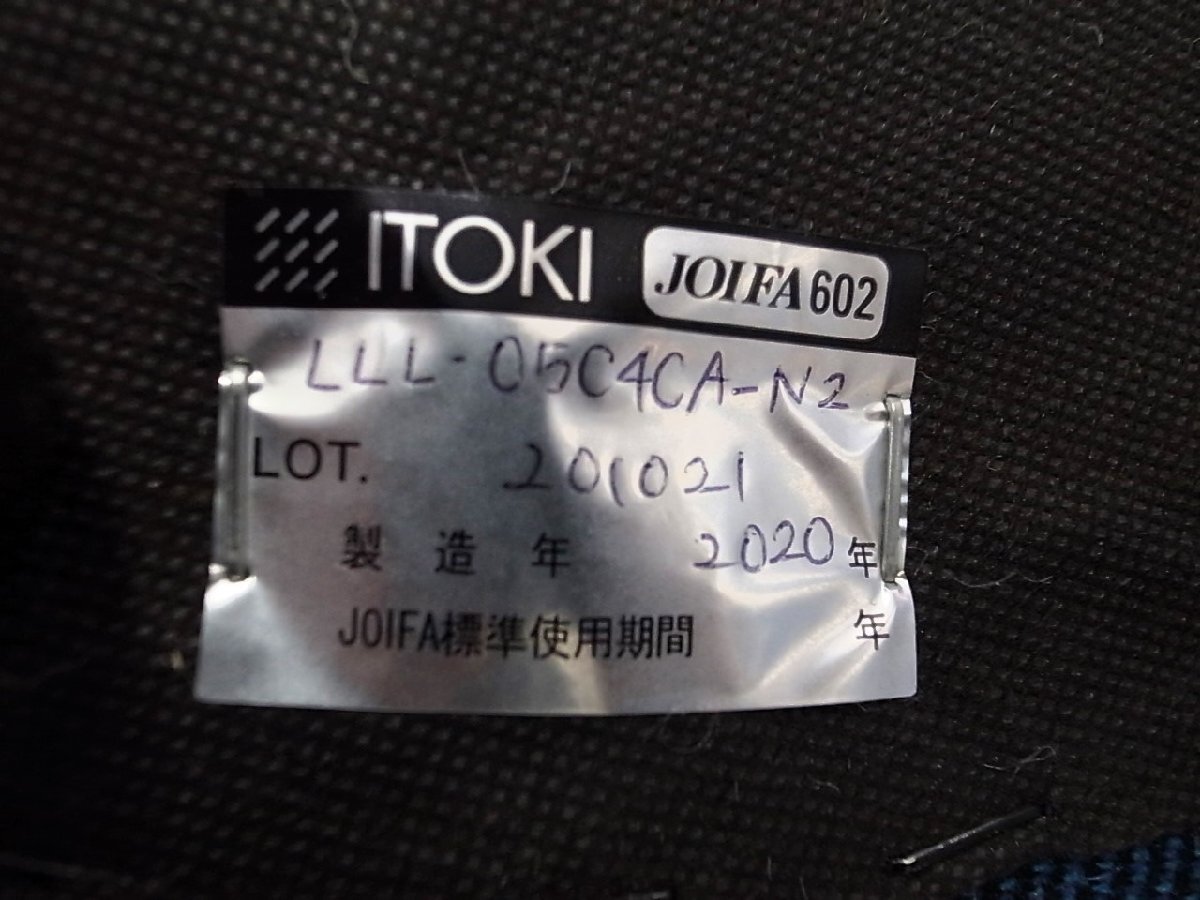 ITOKI JOIFA602
LLL-05C4CA-N2
LOT. 201021
製造年 2020年
JOIFA標準使用期間 年